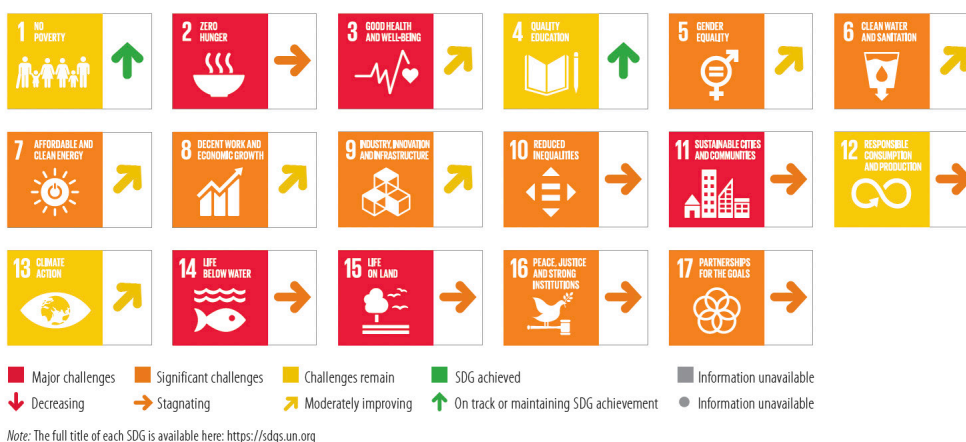 1 NO
POVERTY
2 ZERO
HUNGER
3 GOOD HEALTH
AND WELL-BEING
4 QUALITY
EDUCATION
5 GENDER
EQUALITY
6 CLEAN WATER
AND SANITATION
7 AFFORDABLE AND
CLEAN ENERGY
8 DECENT WORK AND
ECONOMIC GROWTH
9 INDUSTRY, INNOVATION
AND INFRASTRUCTURE
10 REDUCED
INEQUALITIES
11 SUSTAINABLE CITIES
AND COMMUNITIES
12 RESPONSIBLE
CONSUMPTION
AND PRODUCTION
13 CLIMATE
ACTION
14 LIFE
BELOW WATER
15 LIFE
ON LAND
16 PEACE, JUSTICE
AND STRONG
INSTITUTIONS
17 PARTNERSHIPS
FOR THE GOALS
Major challenges Significant challenges Challenges remain SDG achieved Information unavailable
Decreasing Stagnating Moderately improving On track or maintaining SDG achievement Information unavailable
Note: The full title of each SDG is available here: https://sdgs.un.org